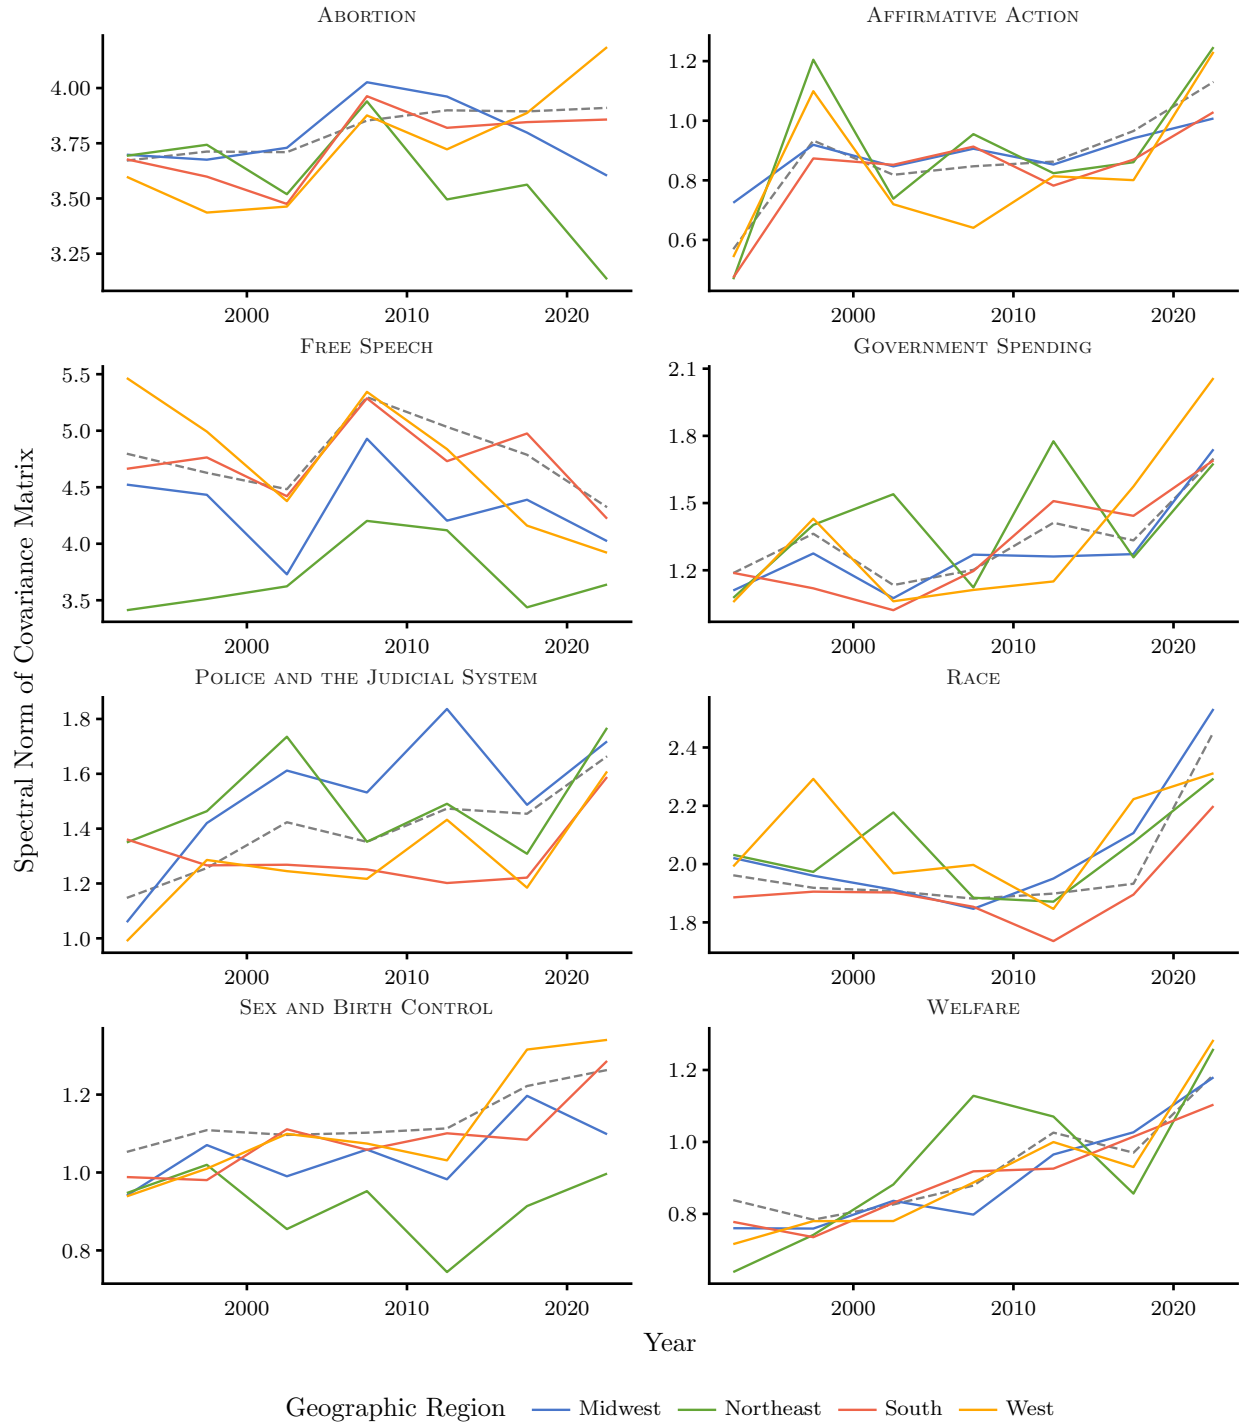 ABORTION
AFFIRMATIVE ACTION
4.00
3.75
3.50
3.25
2000 2010 2020
1.2
1.0
0.8
0.6
2000 2010 2020
FREE SPEECH
GOVERNMENT SPENDING
5.5
5.0
4.5
4.0
3.5
2000 2010 2020
2.1
1.8
1.5
1.2
2000 2010 2020
POLICE AND THE JUDICIAL SYSTEM
RACE
1.8
1.6
1.4
1.2
1.0
2000 2010 2020
2.4
2.2
2.0
1.8
2000 2010 2020
SEX AND BIRTH CONTROL
WELFARE
1.2
1.0
0.8
2000 2010 2020
1.2
1.0
0.8
2000 2010 2020
Spectral Norm of Covariance Matrix
Year
Geographic Region Midwest Northeast South West